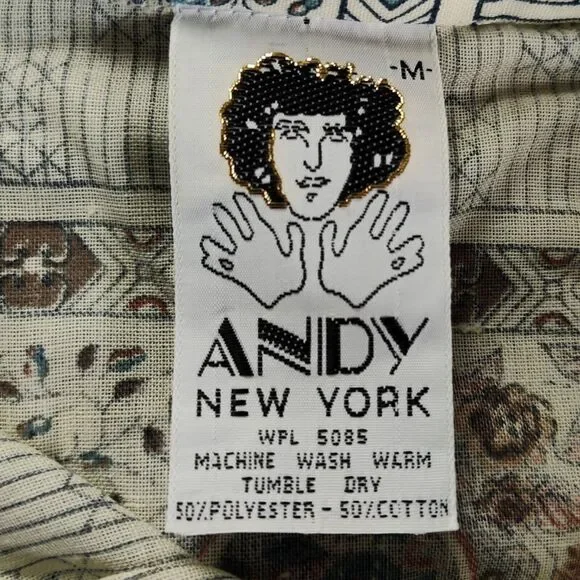 -M-
ANDY
NEW YORK
WPL 5085
MACHINE WASH WARM
TUMBLE DRY
50%POLYESTER - 50%COTTON